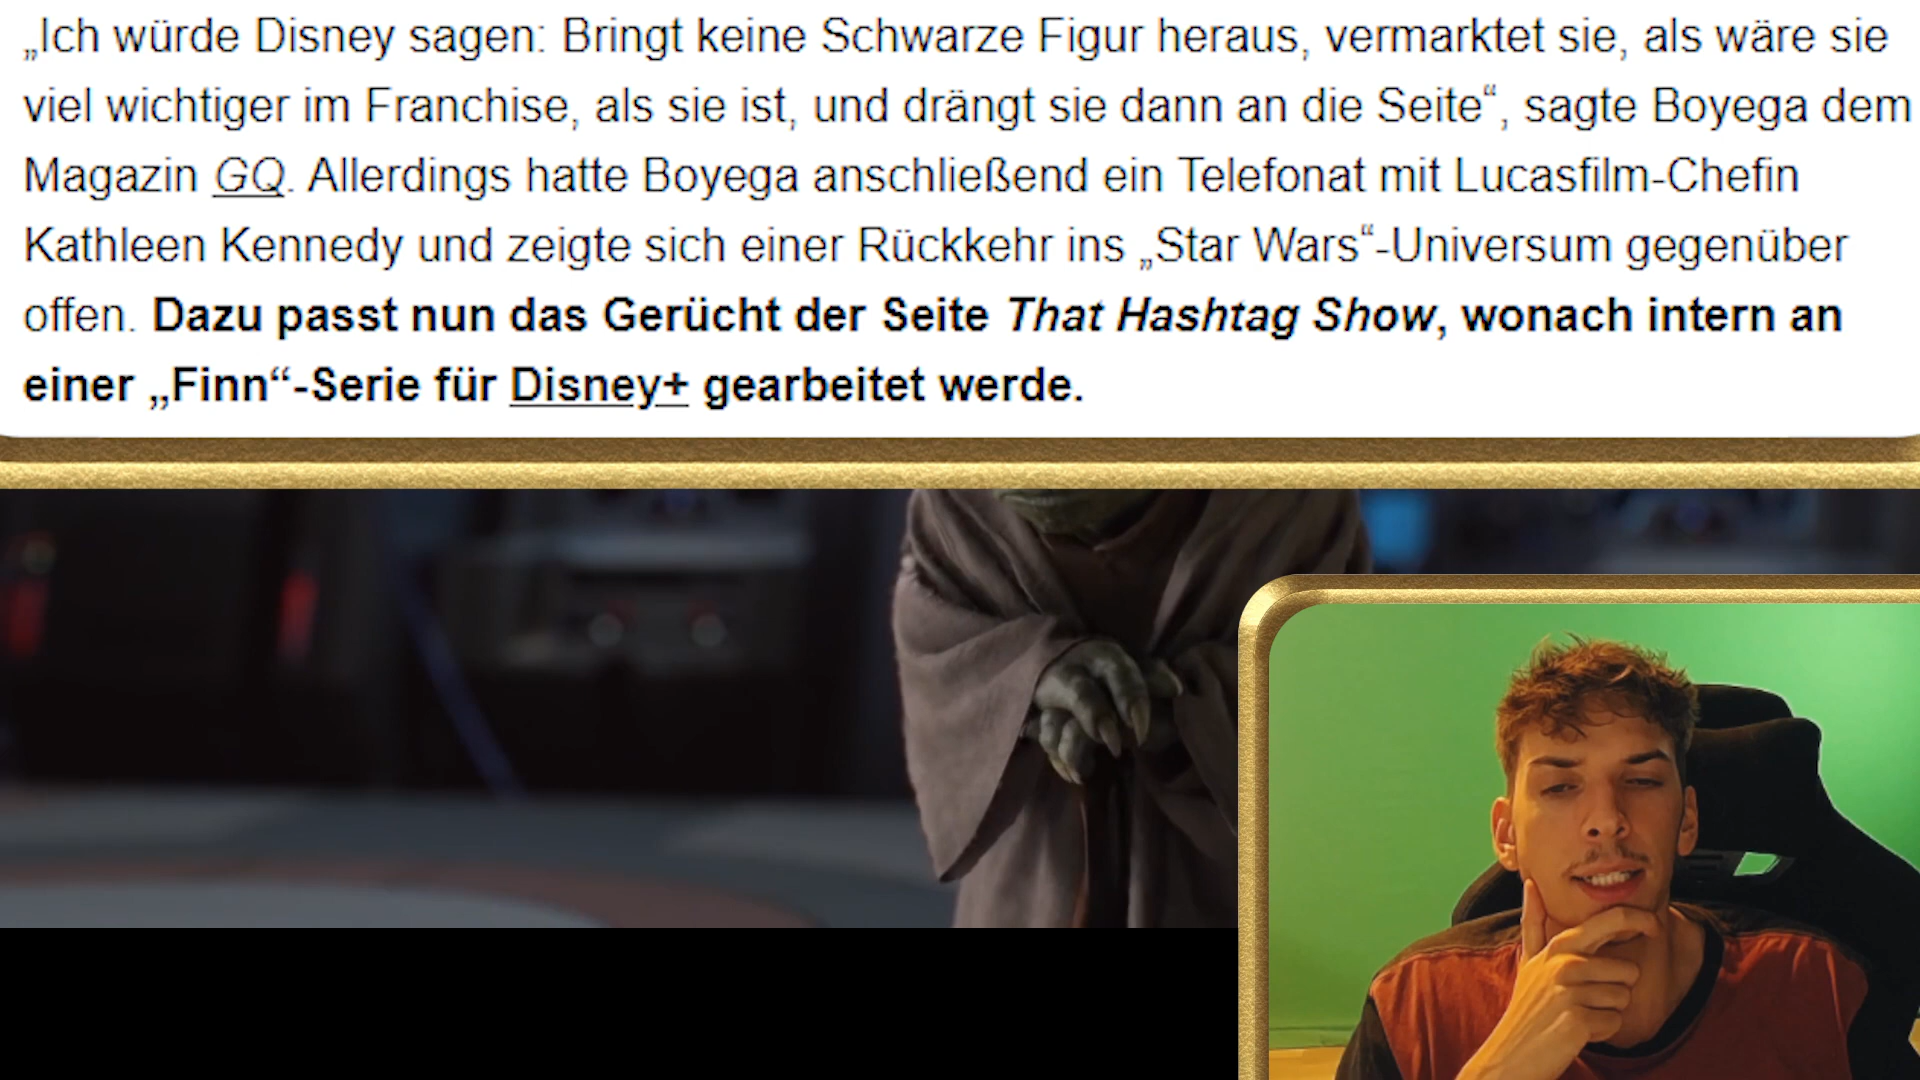 „Ich würde Disney sagen: Bringt keine Schwarze Figur heraus, vermarktet sie, als wäre sie
viel wichtiger im Franchise, als sie ist, und drängt sie dann an die Seite“, sagte Boyega dem
Magazin GQ. Allerdings hatte Boyega anschließend ein Telefonat mit Lucasfilm-Chefin
Kathleen Kennedy und zeigte sich einer Rückkehr ins „Star Wars“-Universum gegenüber
offen. Dazu passt nun das Gerücht der Seite That Hashtag Show, wonach intern an
einer „Finn“-Serie für Disney+ gearbeitet werde.